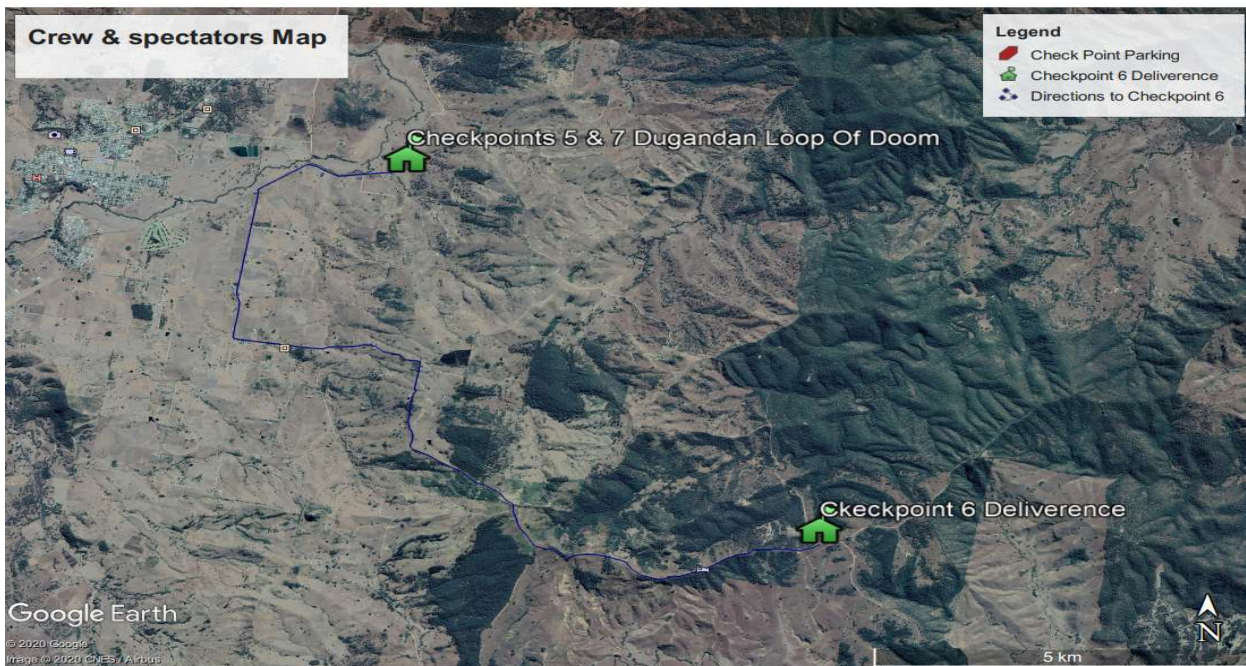 Crew & spectators Map
Legend
Check Point Parking
Checkpoint 6 Deliverence
Directions to Checkpoint 6
Checkpoints 5 & 7 Dugandan Loop Of Doom
Ckeckpoint 6 Deliverence
Google Earth
© 2020 Google
Image © 2020 CNES / Airbus
N
5 km